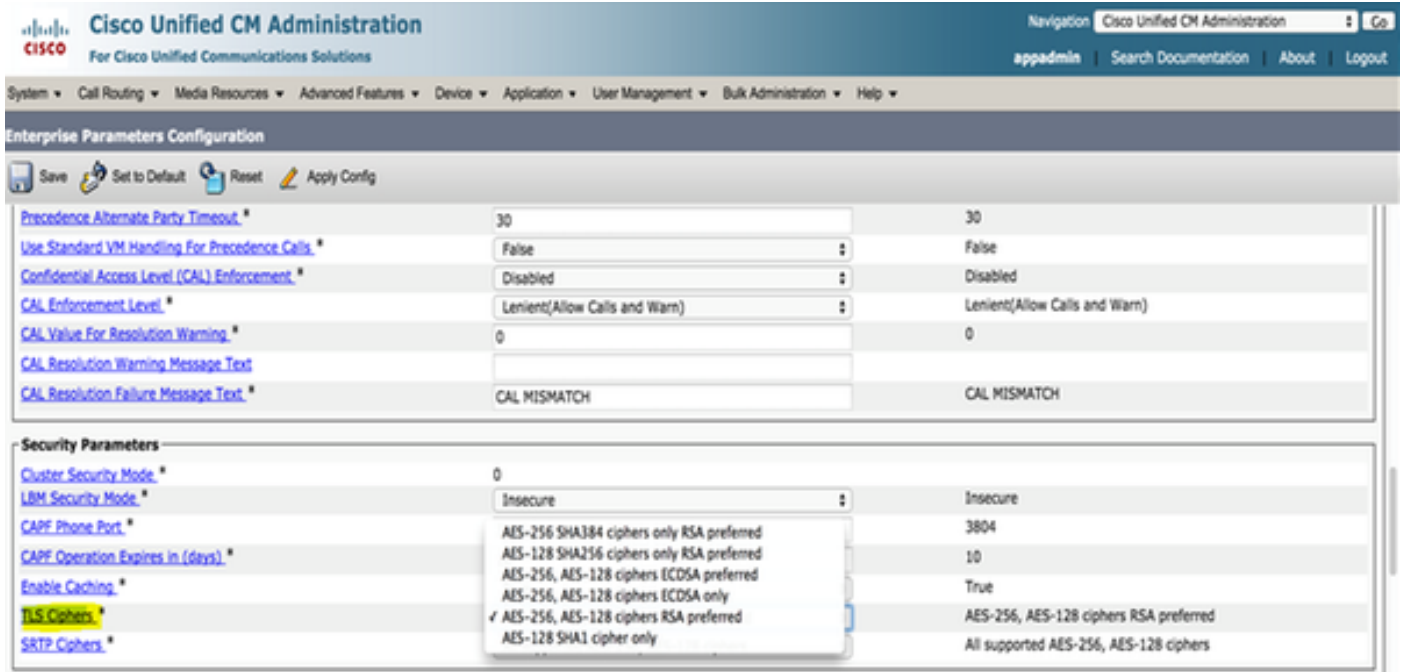 CISCO
Cisco Unified CM Administration
For Cisco Unified Communications Solutions
Navigation Cisco Unified CM Administration Go
appadmin | Search Documentation | About | Logout
System Call Routing Media Resources Advanced Features Device Application User Management Bulk Administration Help
Enterprise Parameters Configuration
Save Set to Default Reset Apply Config
Precedence Alternate Party Timeout * 30 30
Use Standard VM Handling For Precedence Calls * False False
Confidential Access Level (CAL) Enforcement * Disabled Disabled
CAL Enforcement Level * Lenient(Allow Calls and Warn) Lenient(Allow Calls and Warn)
CAL Value For Resolution Warning * 0 0
CAL Resolution Warning Message Text
CAL Resolution Failure Message Text * CAL MISMATCH CAL MISMATCH
Security Parameters
Cluster Security Mode * 0
LBM Security Mode * Insecure Insecure
CAPF Phone Port * 3804
CAPF Operation Expires in (days) * 10
Enable Caching * True
TLS Ciphers * AES-256, AES-128 ciphers RSA preferred
SRTP Ciphers * All supported AES-256, AES-128 ciphers
AES-256 SHA384 ciphers only RSA preferred
AES-128 SHA256 ciphers only RSA preferred
AES-256, AES-128 ciphers ECDSA preferred
AES-256, AES-128 ciphers ECDSA only
✓ AES-256, AES-128 ciphers RSA preferred
AES-128 SHA1 cipher only